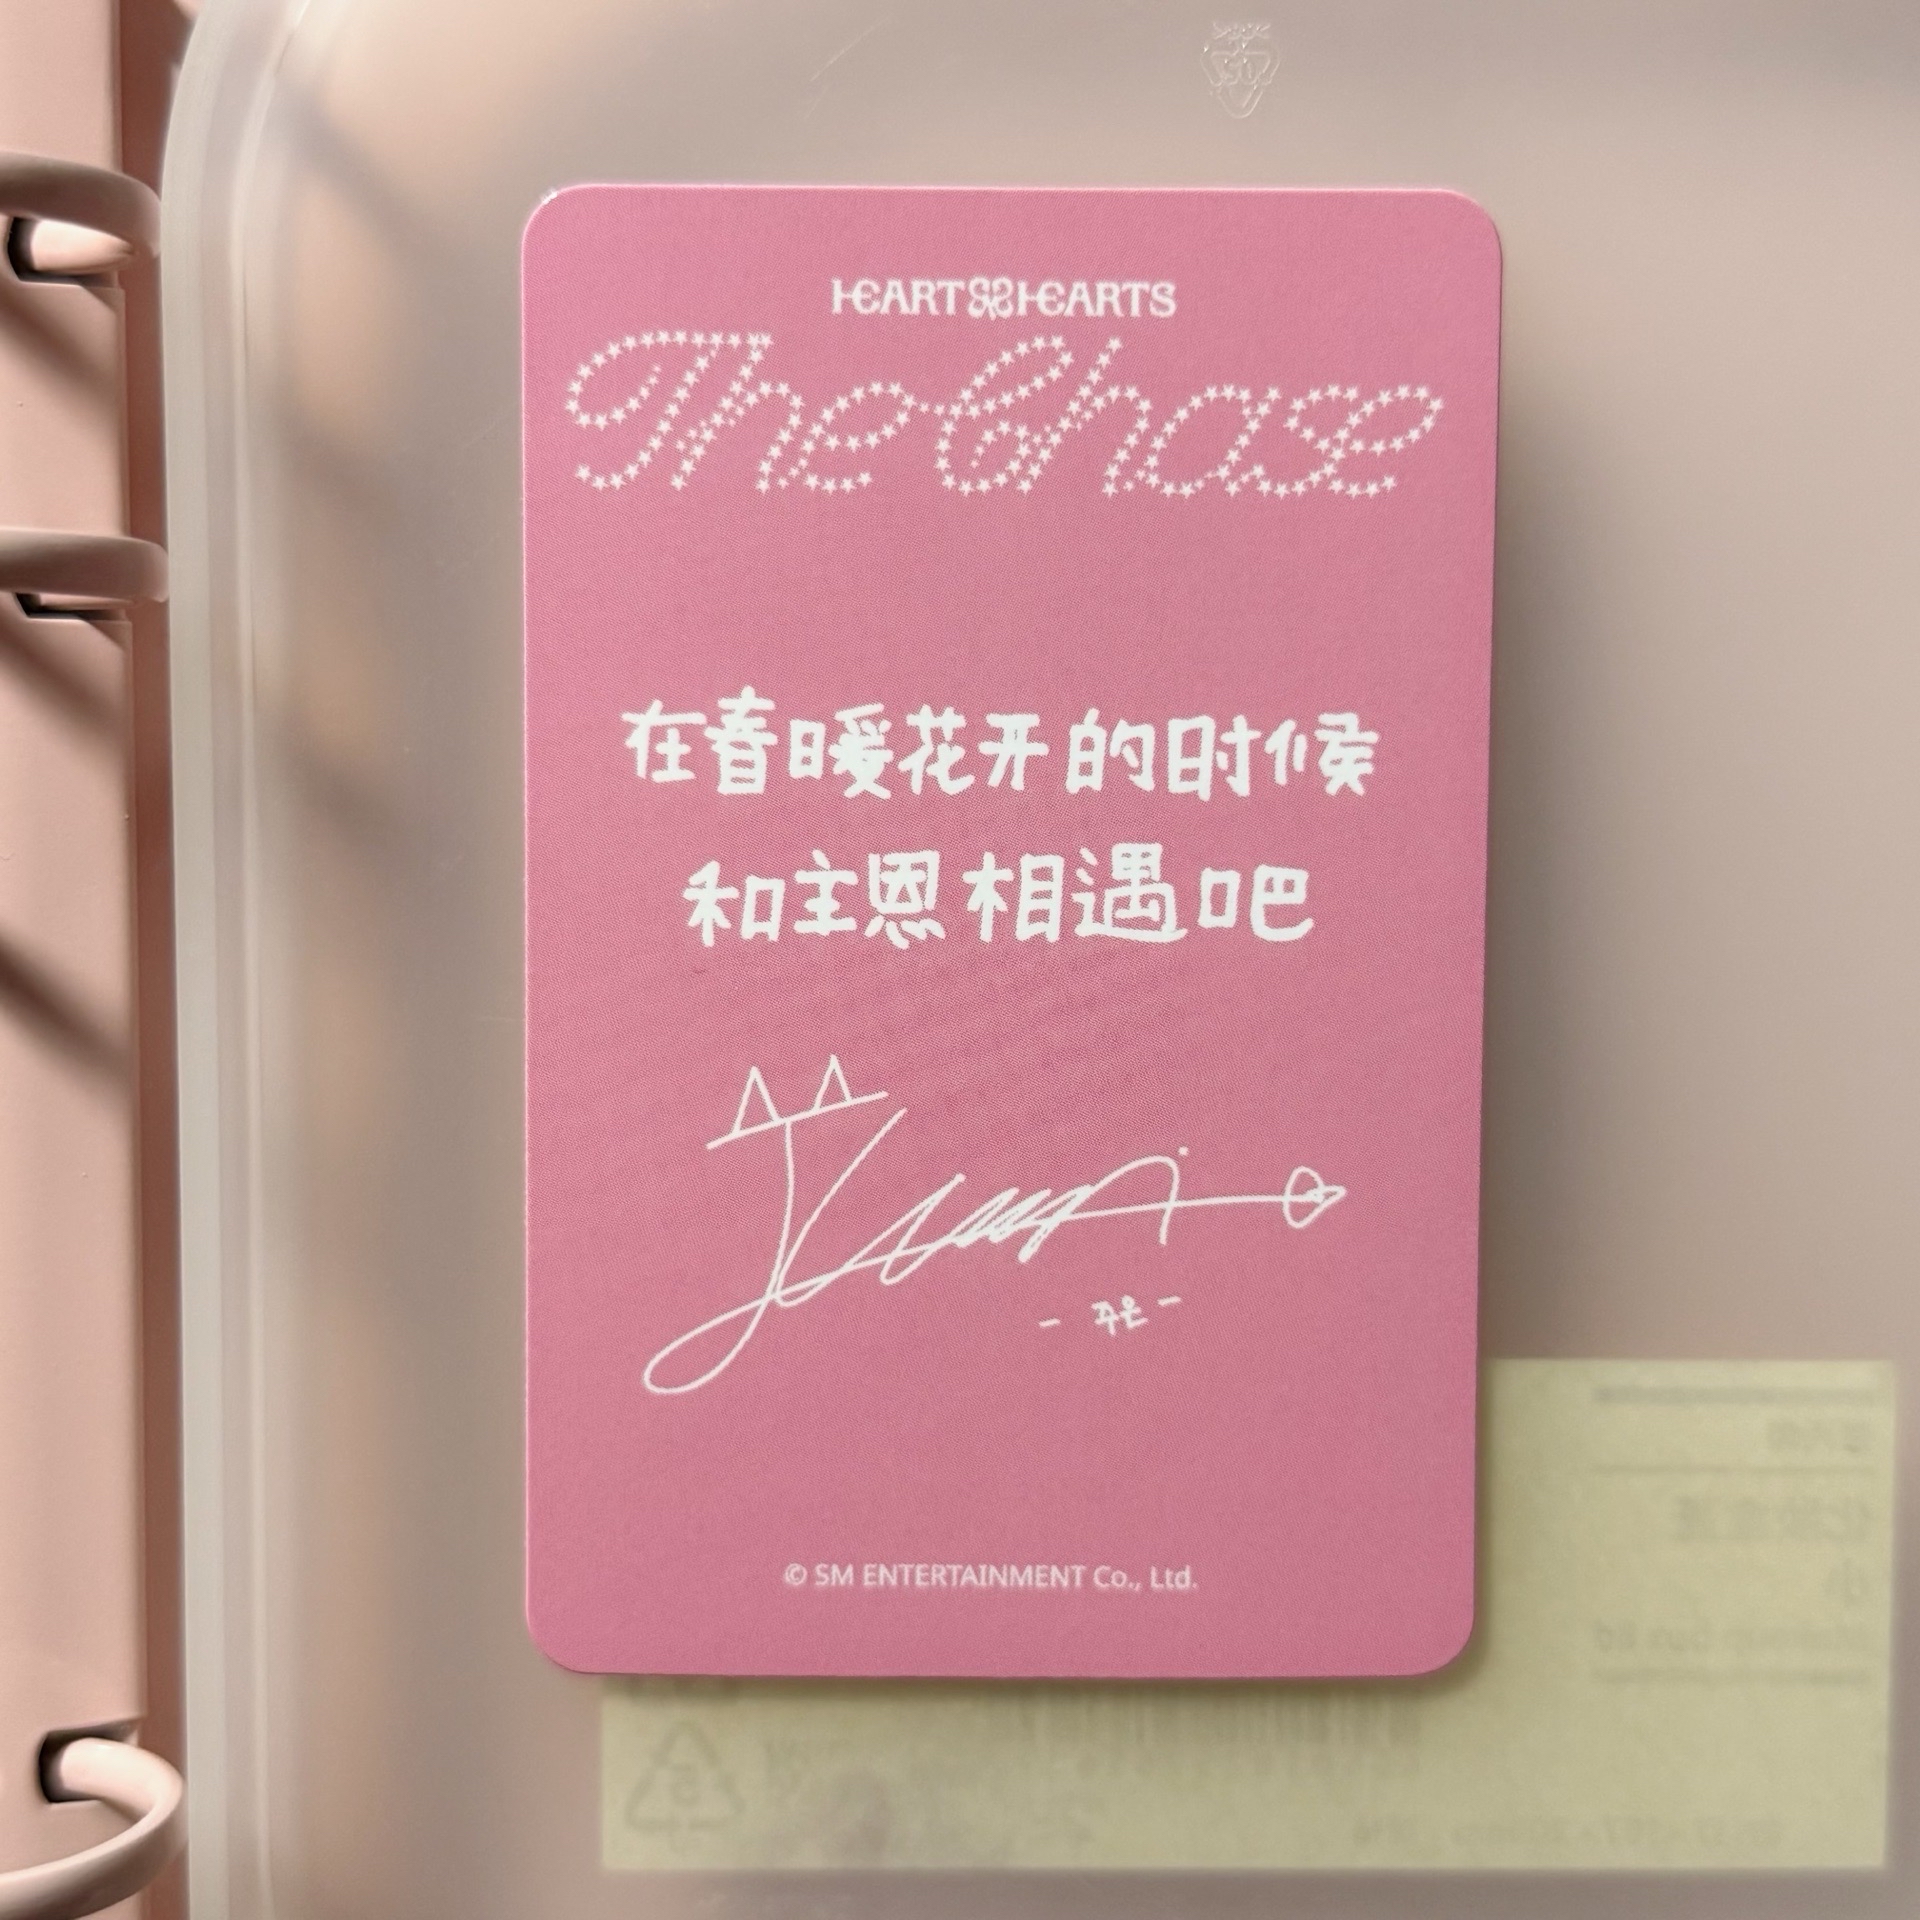 HEARTS2HEARTS
The Chase
在春暖花开的时候
和主恩相遇吧
Juun
- 주은 -
© SM ENTERTAINMENT Co., Ltd.